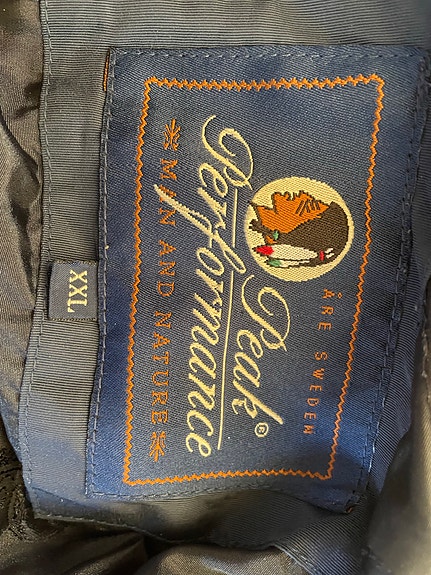 ÅRE SWEDEN
Peak®
Performance
MAN AND NATURE
XXL